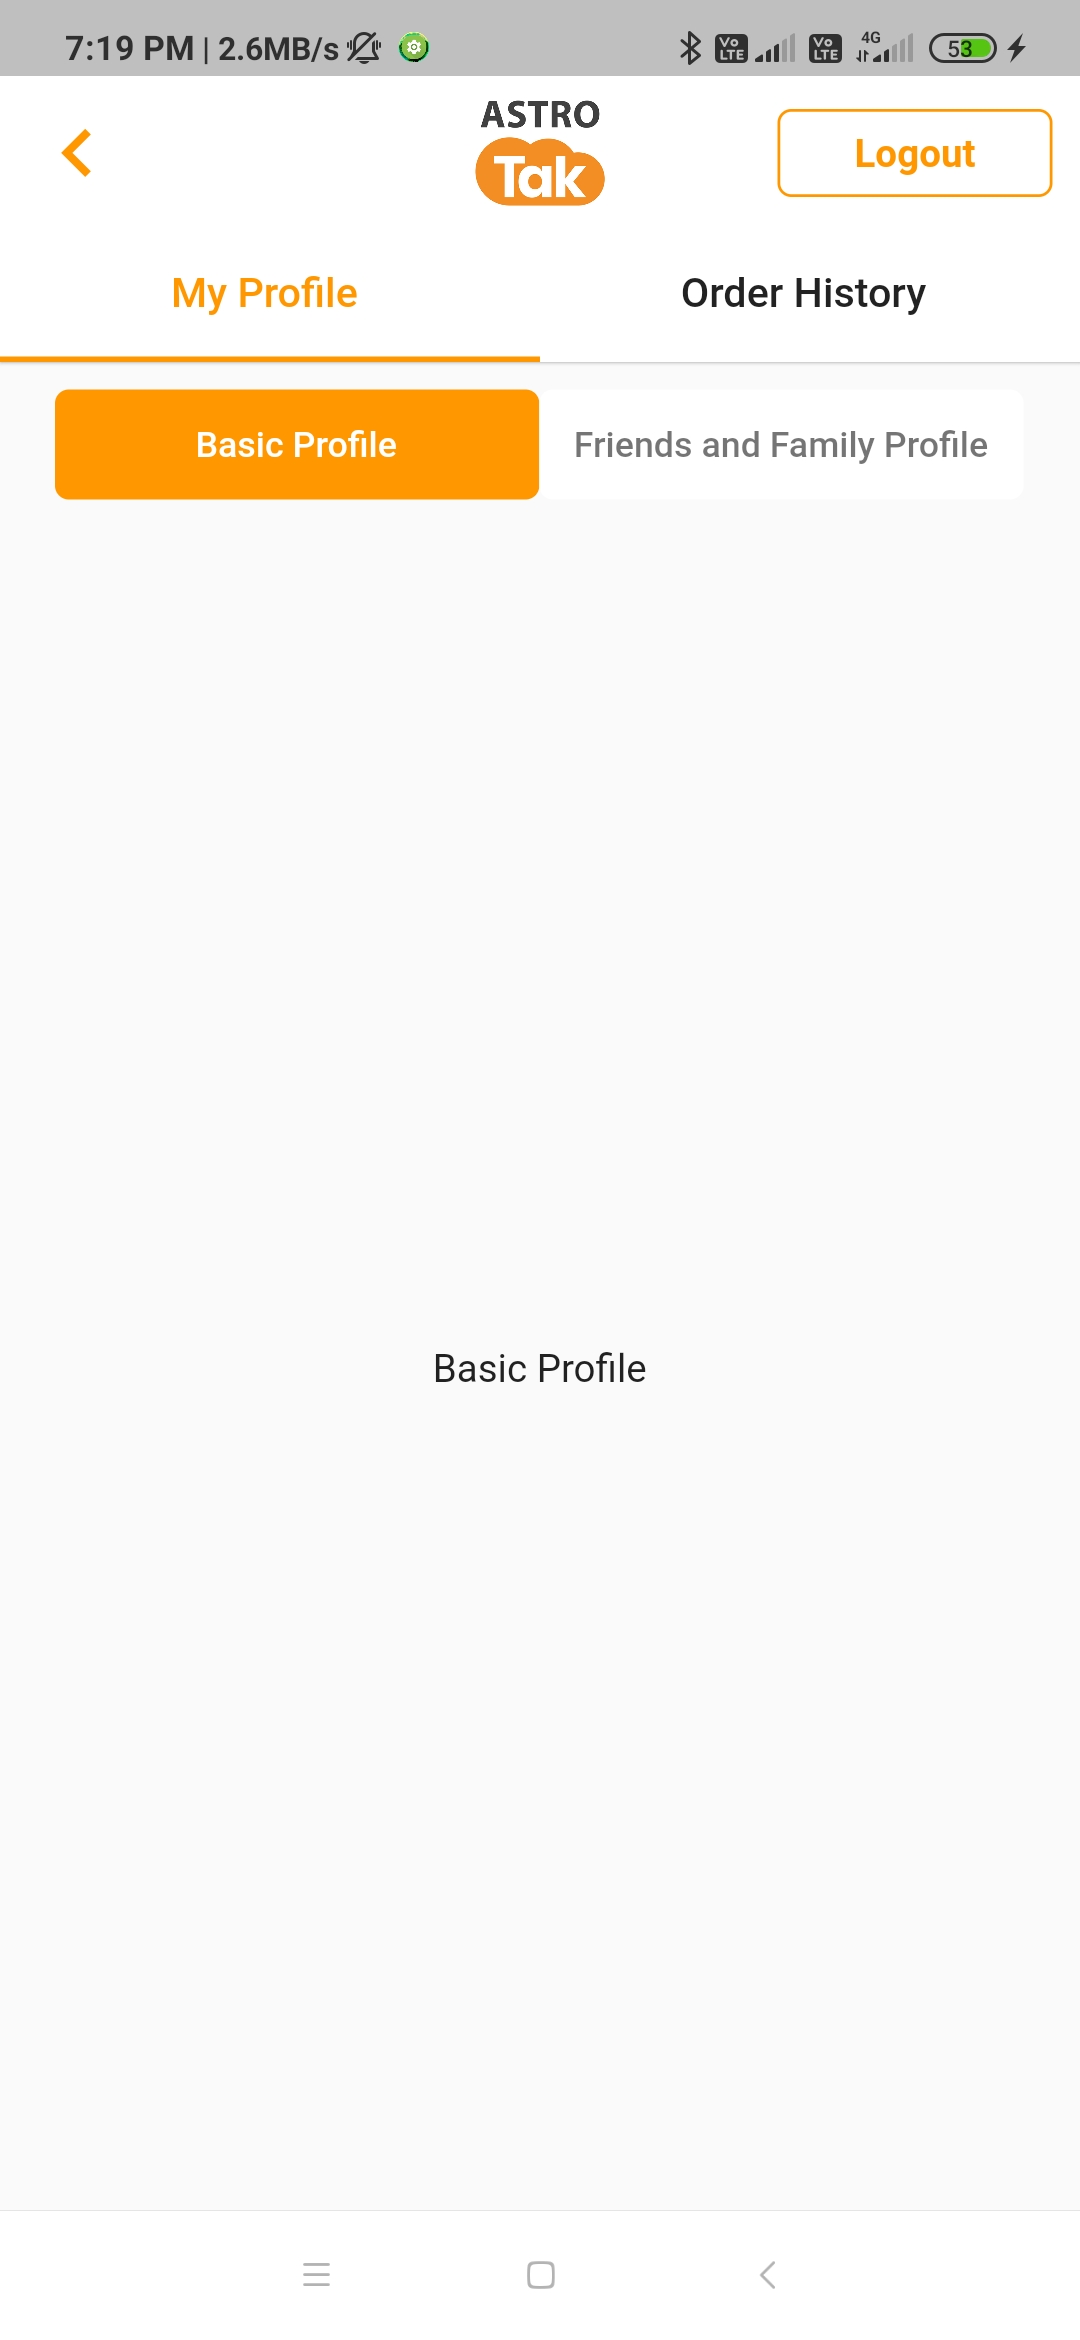 7:19 PM | 2.6MB/s Vo LTE Vo LTE 4G 53
ASTRO
Tak
Logout
My Profile Order History
Basic Profile Friends and Family Profile
Basic Profile